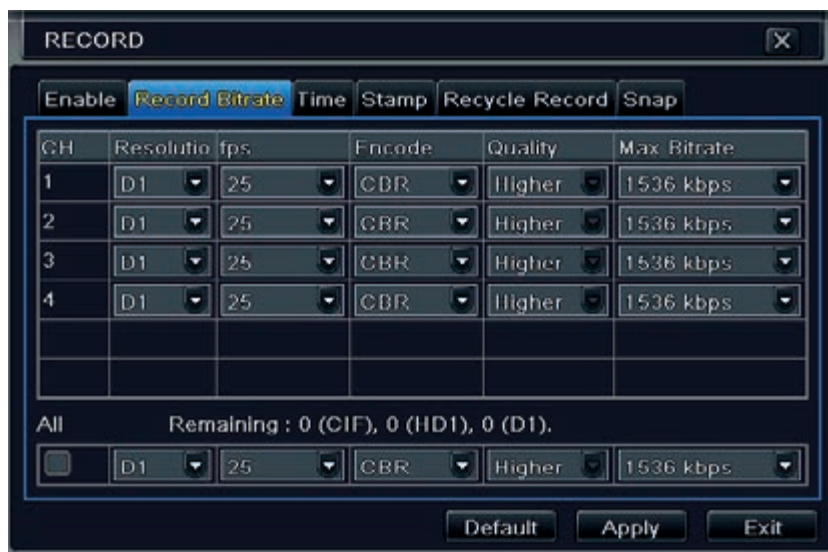 RECORD
Enable Record Bitrate Time Stamp Recycle Record Snap
CH Resolutio fps Encode Quality Max Bitrate
1 D1 25 CBR Higher 1536 kbps
2 D1 25 CBR Higher 1536 kbps
3 D1 25 CBR Higher 1536 kbps
4 D1 25 CBR Higher 1536 kbps
All Remaining : 0 (CIF), 0 (HD1), 0 (D1).
D1 25 CBR Higher 1536 kbps
Default Apply Exit